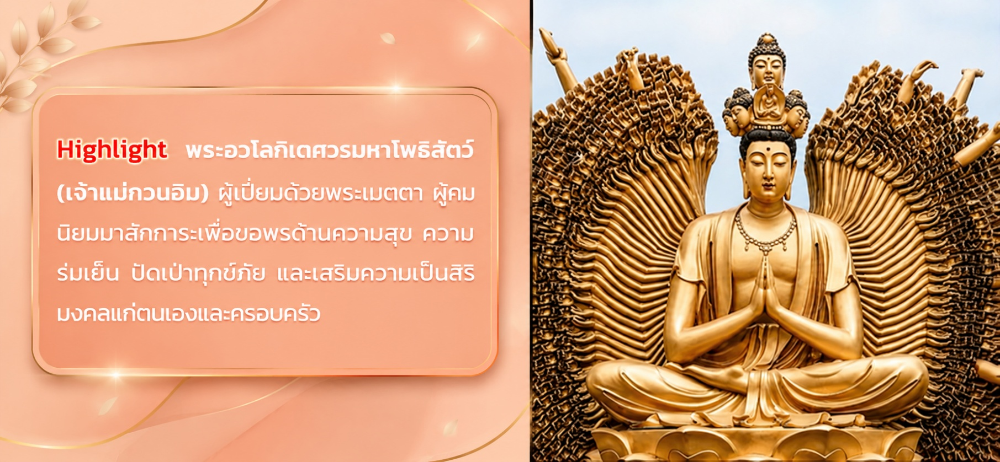 Highlight พระอวโลกิเตศวรมหาโพธิสัตว์
(เจ้าแม่กวนอิม) ผู้เปี่ยมด้วยพระเมตตา ผู้คม
นิยมมาสักการะเพื่อขอพรด้านความสุข ความ
ร่มเย็น ปัดเป่าทุกข์ภัย และเสริมความเป็นสิริ
มงคลแก่ตนเองและครอบครัว